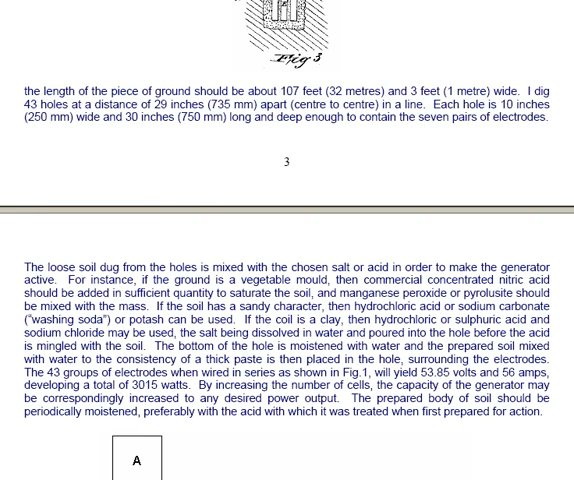 Fig 3
the length of the piece of ground should be about 107 feet (32 metres) and 3 feet (1 metre) wide. I dig
43 holes at a distance of 29 inches (735 mm) apart (centre to centre) in a line. Each hole is 10 inches
(250 mm) wide and 30 inches (750 mm) long and deep enough to contain the seven pairs of electrodes.
3
The loose soil dug from the holes is mixed with the chosen salt or acid in order to make the generator
active. For instance, if the ground is a vegetable mould, then commercial concentrated nitric acid
should be added in sufficient quantity to saturate the soil, and manganese peroxide or pyrolusite should
be mixed with the mass. If the soil has a sandy character, then hydrochloric acid or sodium carbonate
("washing soda") or potash can be used. If the coil is a clay, then hydrochloric or sulphuric acid and
sodium chloride may be used, the salt being dissolved in water and poured into the hole before the acid
is mingled with the soil. The bottom of the hole is moistened with water and the prepared soil mixed
with water to the consistency of a thick paste is then placed in the hole, surrounding the electrodes.
The 43 groups of electrodes when wired in series as shown in Fig.1, will yield 53.85 volts and 56 amps,
developing a total of 3015 watts. By increasing the number of cells, the capacity of the generator may
be correspondingly increased to any desired power output. The prepared body of soil should be
periodically moistened, preferably with the acid with which it was treated when first prepared for action.
A